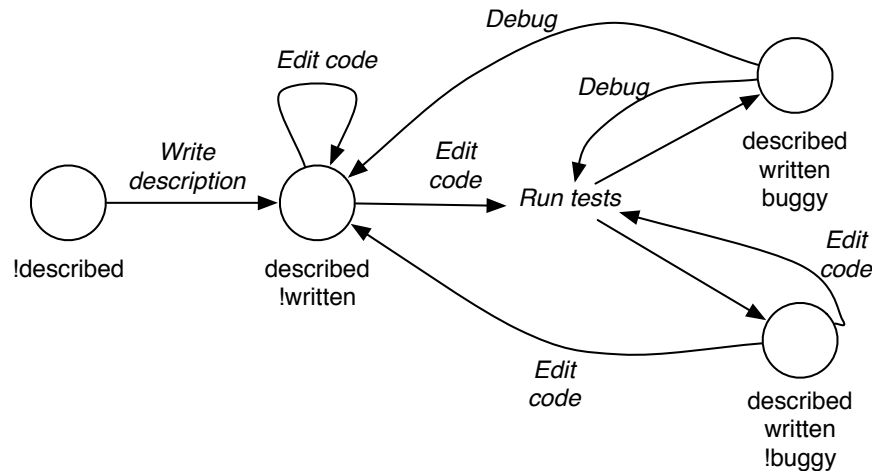 Debug
Edit code
Debug
described
written
buggy
Write
description
Edit
code
Run tests
Edit
code
!described
described
!written
Edit
code
described
written
!buggy